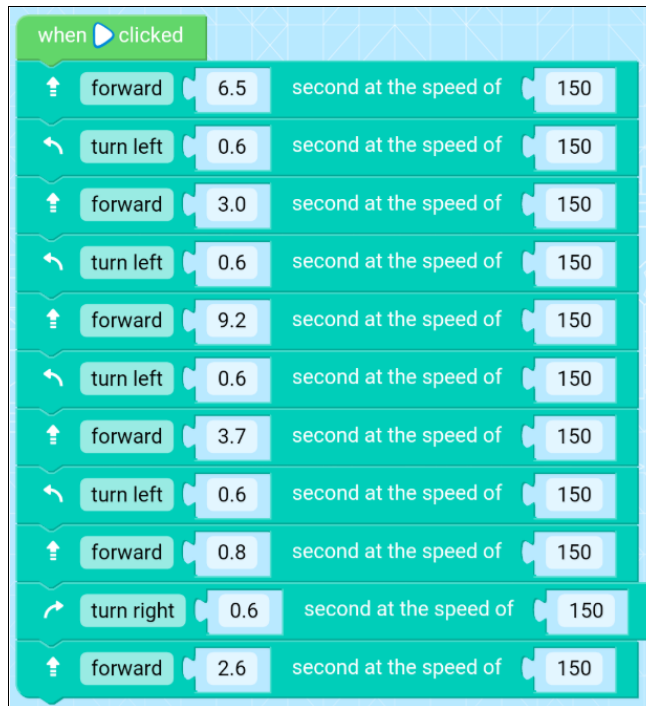 when clicked
forward 6.5 second at the speed of 150
turn left 0.6 second at the speed of 150
forward 3.0 second at the speed of 150
turn left 0.6 second at the speed of 150
forward 9.2 second at the speed of 150
turn left 0.6 second at the speed of 150
forward 3.7 second at the speed of 150
turn left 0.6 second at the speed of 150
forward 0.8 second at the speed of 150
turn right 0.6 second at the speed of 150
forward 2.6 second at the speed of 150